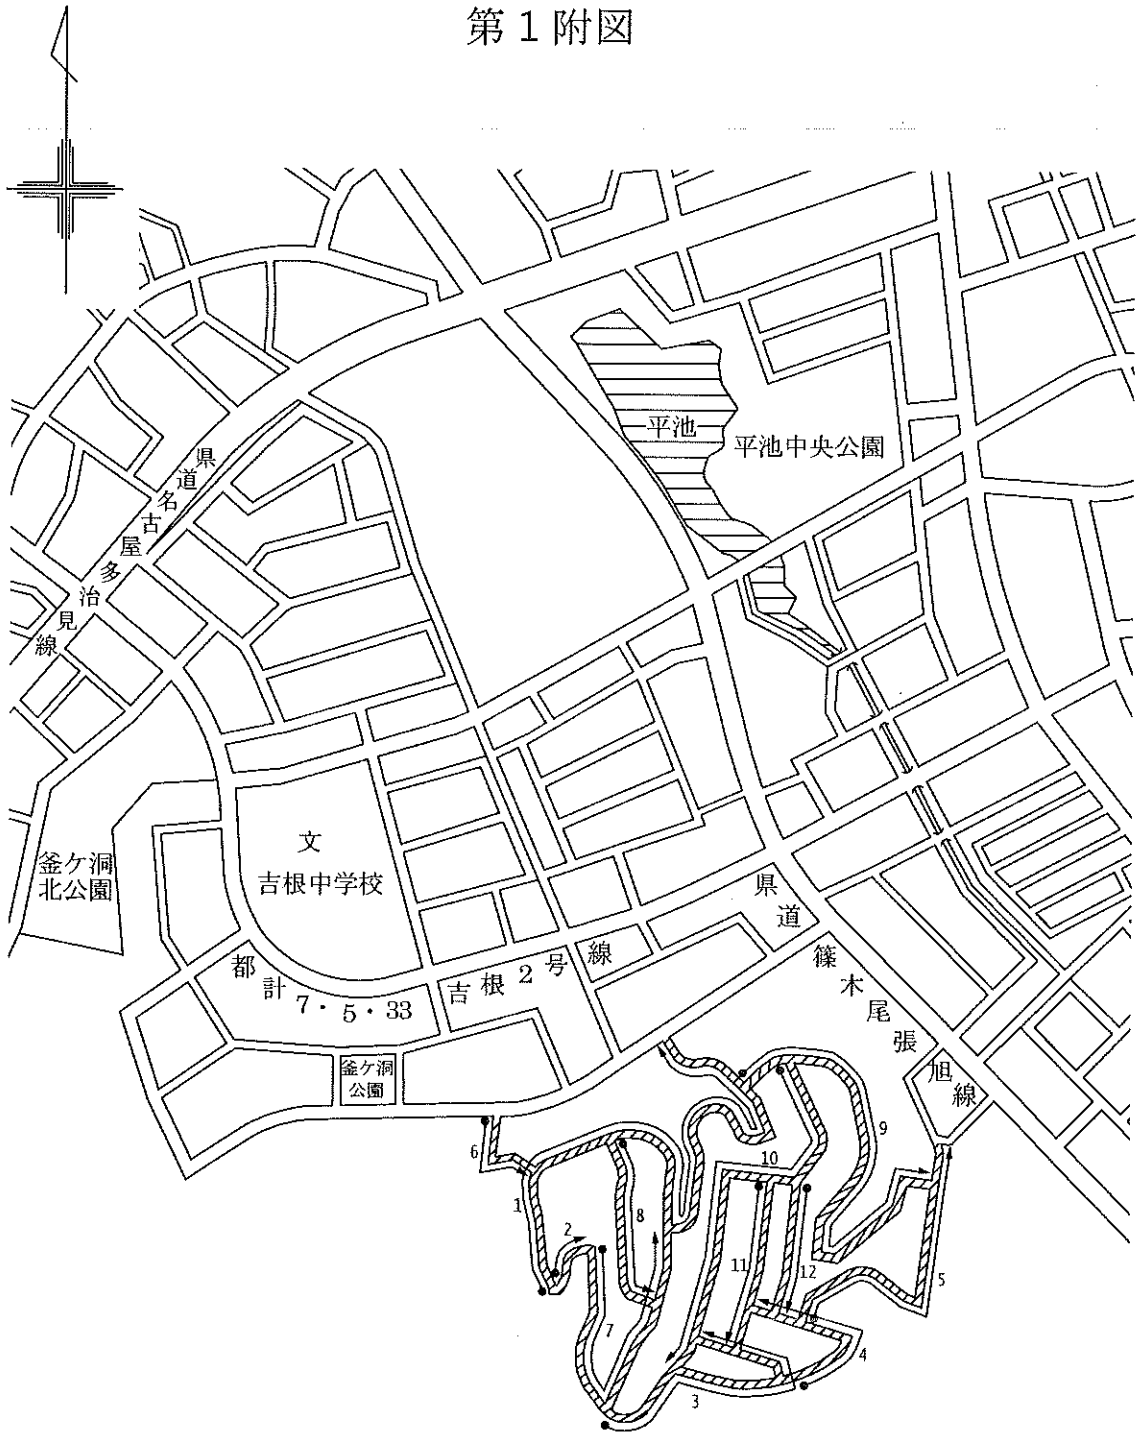 第1附図
平池
平池中央公園
県道名古屋多治見線
釜ケ洞
北公園
文
吉根中学校
都計7・5・33吉根2号線
県道篠木尾張旭線
釜ケ洞
公園
6
1
2
8
7
10
9
11
12
5
4
3